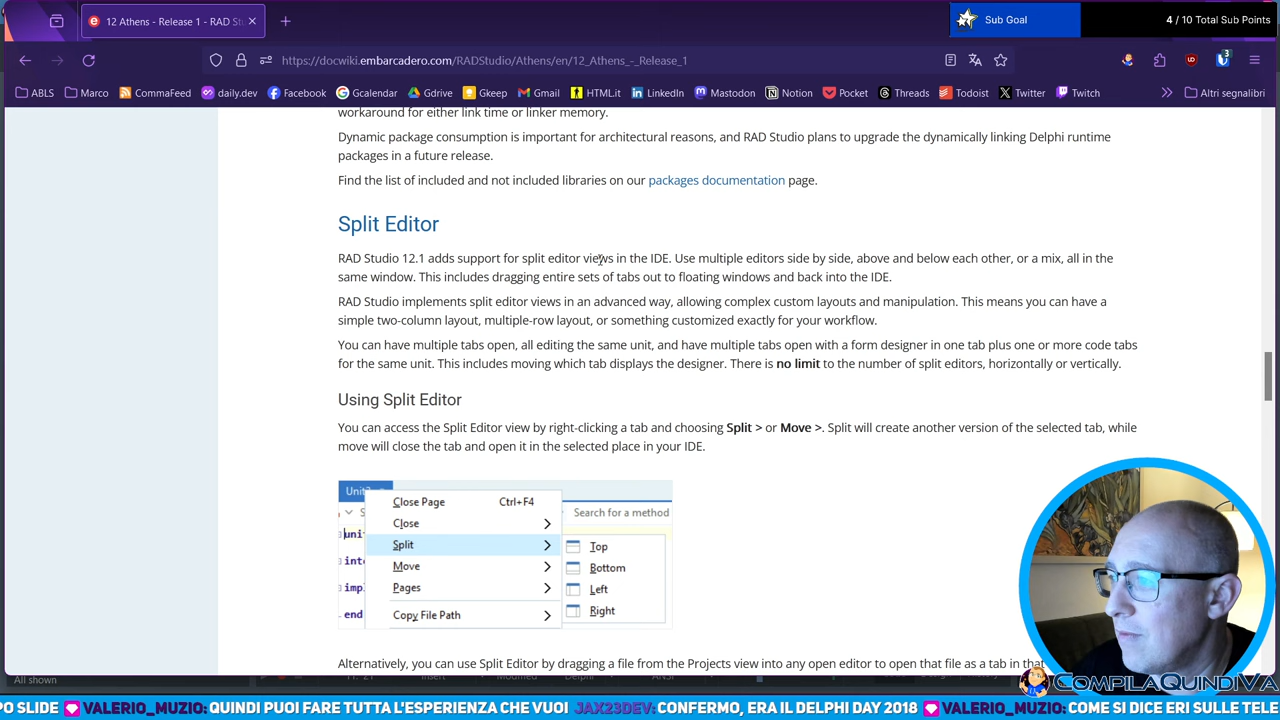 12 Athens - Release 1 - RAD St
Sub Goal
4 / 10 Total Sub Points
https://docwiki.embarcadero.com/RADStudio/Athens/en/12_Athens_-_Release_1
3
ABLS
Marco
CommaFeed
daily.dev
Facebook
Gcalendar
Gdrive
Gkeep
Gmail
HTML.it
LinkedIn
Mastodon
Notion
Pocket
Threads
Todoist
Twitter
Twitch
Altri segnalibri
workaround for either link time or linker memory.
Dynamic package consumption is important for architectural reasons, and RAD Studio plans to upgrade the dynamically linking Delphi runtime
packages in a future release.
Find the list of included and not included libraries on our packages documentation page.
Split Editor
RAD Studio 12.1 adds support for split editor views in the IDE. Use multiple editors side by side, above and below each other, or a mix, all in the
same window. This includes dragging entire sets of tabs out to floating windows and back into the IDE.
RAD Studio implements split editor views in an advanced way, allowing complex custom layouts and manipulation. This means you can have a
simple two-column layout, multiple-row layout, or something customized exactly for your workflow.
You can have multiple tabs open, all editing the same unit, and have multiple tabs open with a form designer in one tab plus one or more code tabs
for the same unit. This includes moving which tab displays the designer. There is no limit to the number of split editors, horizontally or vertically.
Using Split Editor
You can access the Split Editor view by right-clicking a tab and choosing Split > or Move >. Split will create another version of the selected tab, while
move will close the tab and open it in the selected place in your IDE.
Close Page Ctrl+F4
Search for a method
Close
Split
Top
Move
Bottom
Pages
Left
end
Copy File Path
Right
Alternatively, you can use Split Editor by dragging a file from the Projects view into any open editor to open that file as a tab in that
All shown
Insert
Modified
Delphi
ANSI
COMPILAQUINDIVA
PO SLIDE VALERIO_MUZIO: QUINDI PUOI FARE TUTTA L'ESPERIENZA CHE VUOI JAX23DEV: CONFERMO, ERA IL DELPHI DAY 2018 VALERIO_MUZIO: COME SI DICE ERI SULLE TELE